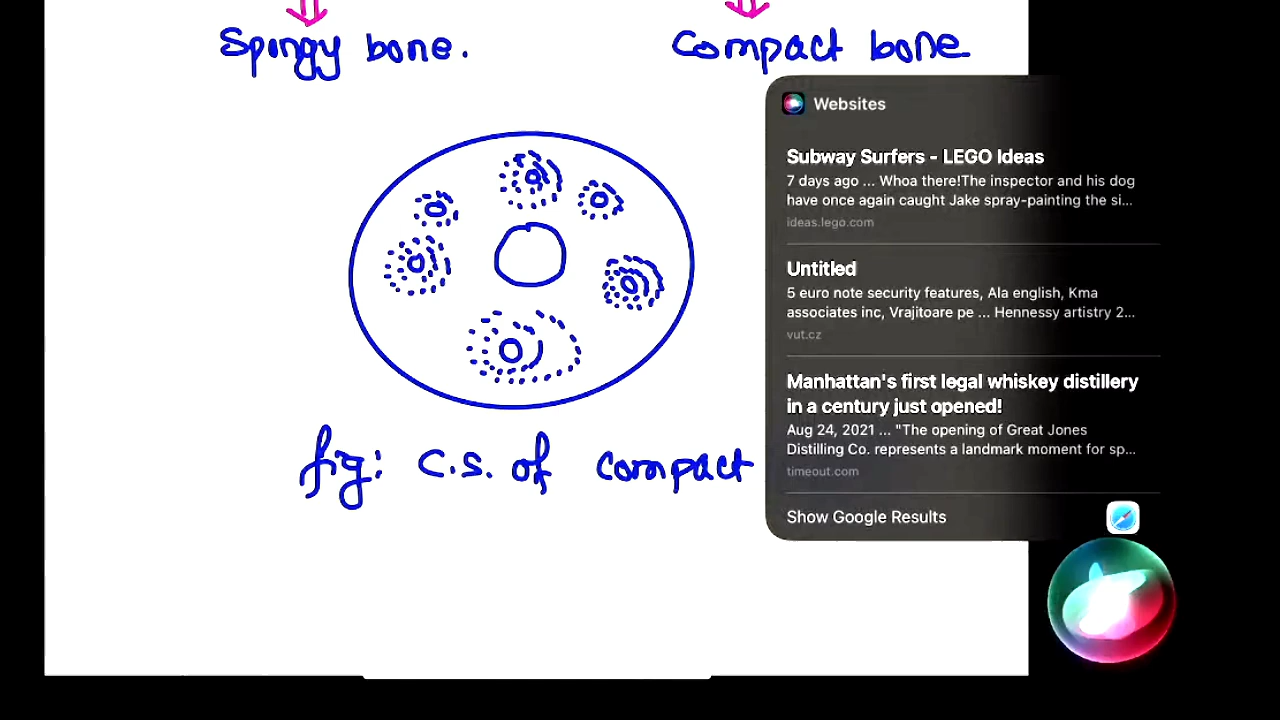 Spongy bone.
Compact bone
Websites
Subway Surfers - LEGO Ideas
7 days ago ... Whoa there!The inspector and his dog
have once again caught Jake spray-painting the si...
ideas.lego.com
Untitled
5 euro note security features, Ala english, Kma
associates inc, Vrajitoare pe ... Hennessy artistry 2...
vut.cz
Manhattan's first legal whiskey distillery
in a century just opened!
Aug 24, 2021 ... "The opening of Great Jones
Distilling Co. represents a landmark moment for sp...
timeout.com
Show Google Results
fig: C.S. of compact